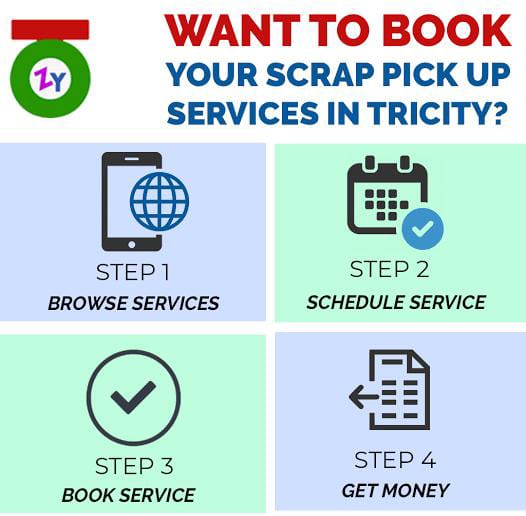 ZY
WANT TO BOOK
YOUR SCRAP PICK UP
SERVICES IN TRICITY?
STEP 1
BROWSE SERVICES
STEP 2
SCHEDULE SERVICE
STEP 3
BOOK SERVICE
STEP 4
GET MONEY